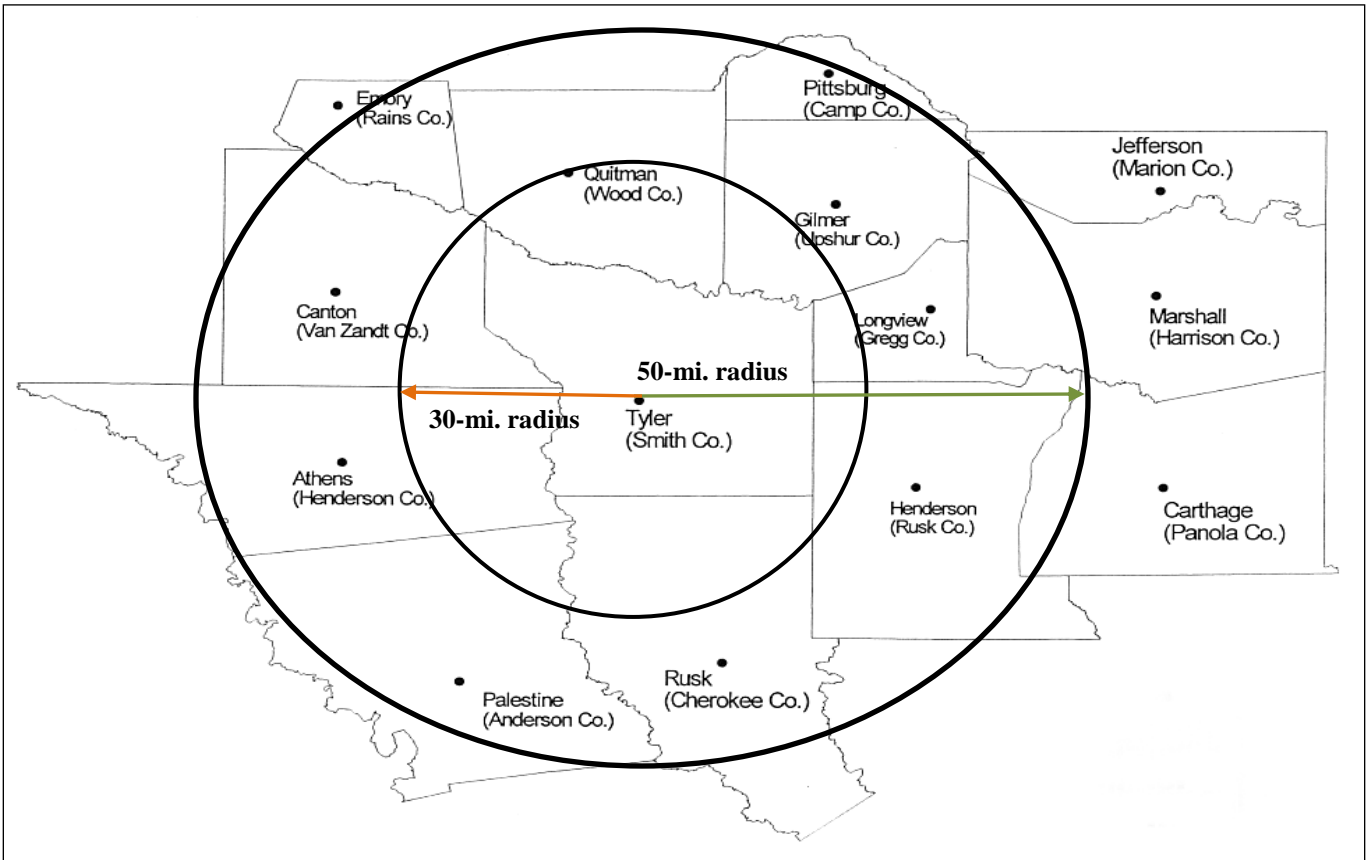 Pittsburg
(Camp Co.)
Emory
(Rains Co.)
Jefferson
(Marion Co.)
Quitman
(Wood Co.)
Gilmer
(Upshur Co.)
Canton
(Van Zandt Co.)
Longview
(Gregg Co.)
Marshall
(Harrison Co.)
50-mi. radius
30-mi. radius
Tyler
(Smith Co.)
Athens
(Henderson Co.)
Henderson
(Rusk Co.)
Carthage
(Panola Co.)
Palestine
(Anderson Co.)
Rusk
(Cherokee Co.)